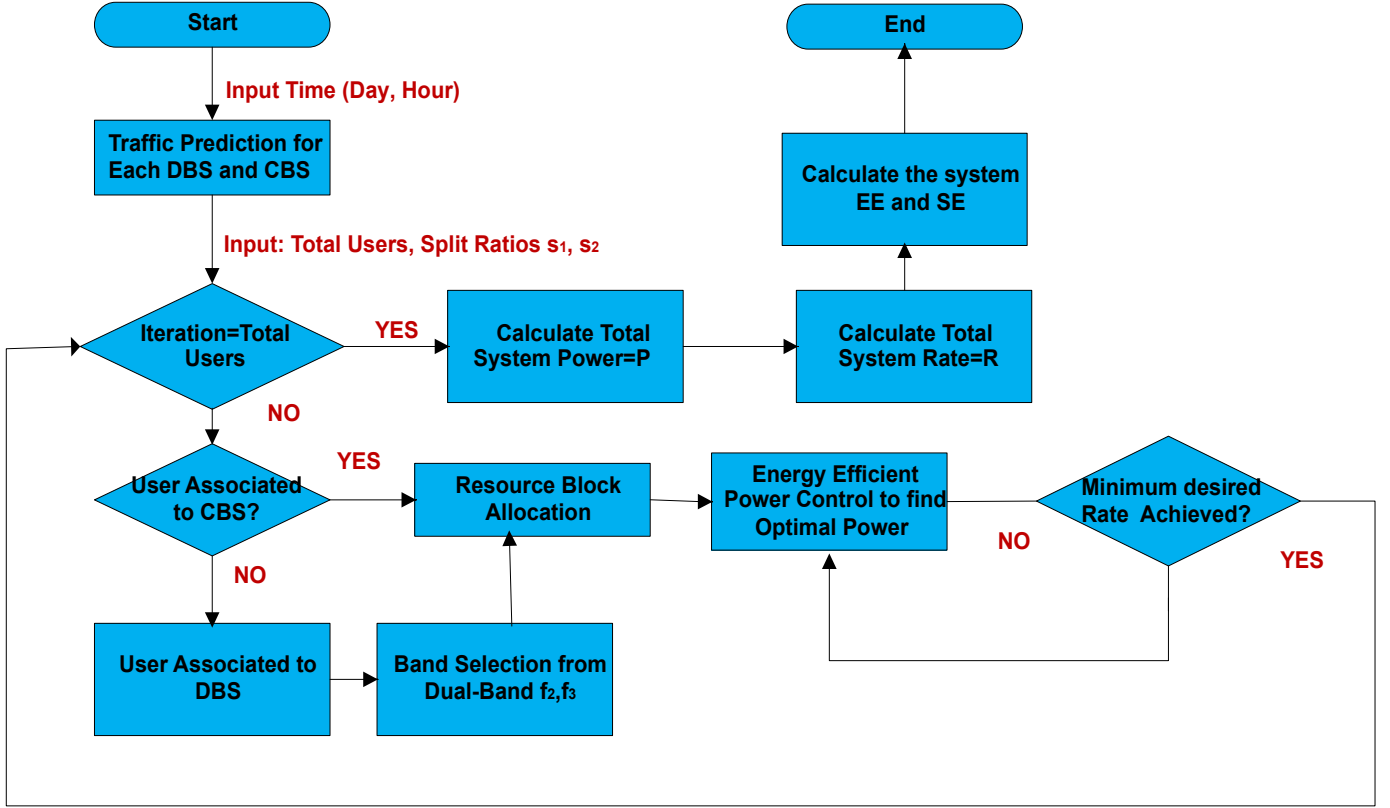 Start
End
Input Time (Day, Hour)
Traffic Prediction for
Each DBS and CBS
Calculate the system
EE and SE
Input: Total Users, Split Ratios s₁, s₂
Iteration=Total
Users
YES
Calculate Total
System Power=P
Calculate Total
System Rate=R
NO
User Associated
to CBS?
YES
Resource Block
Allocation
Energy Efficient
Power Control to find
Optimal Power
NO
Minimum desired
Rate Achieved?
YES
NO
User Associated to
DBS
Band Selection from
Dual-Band f₂,f₃